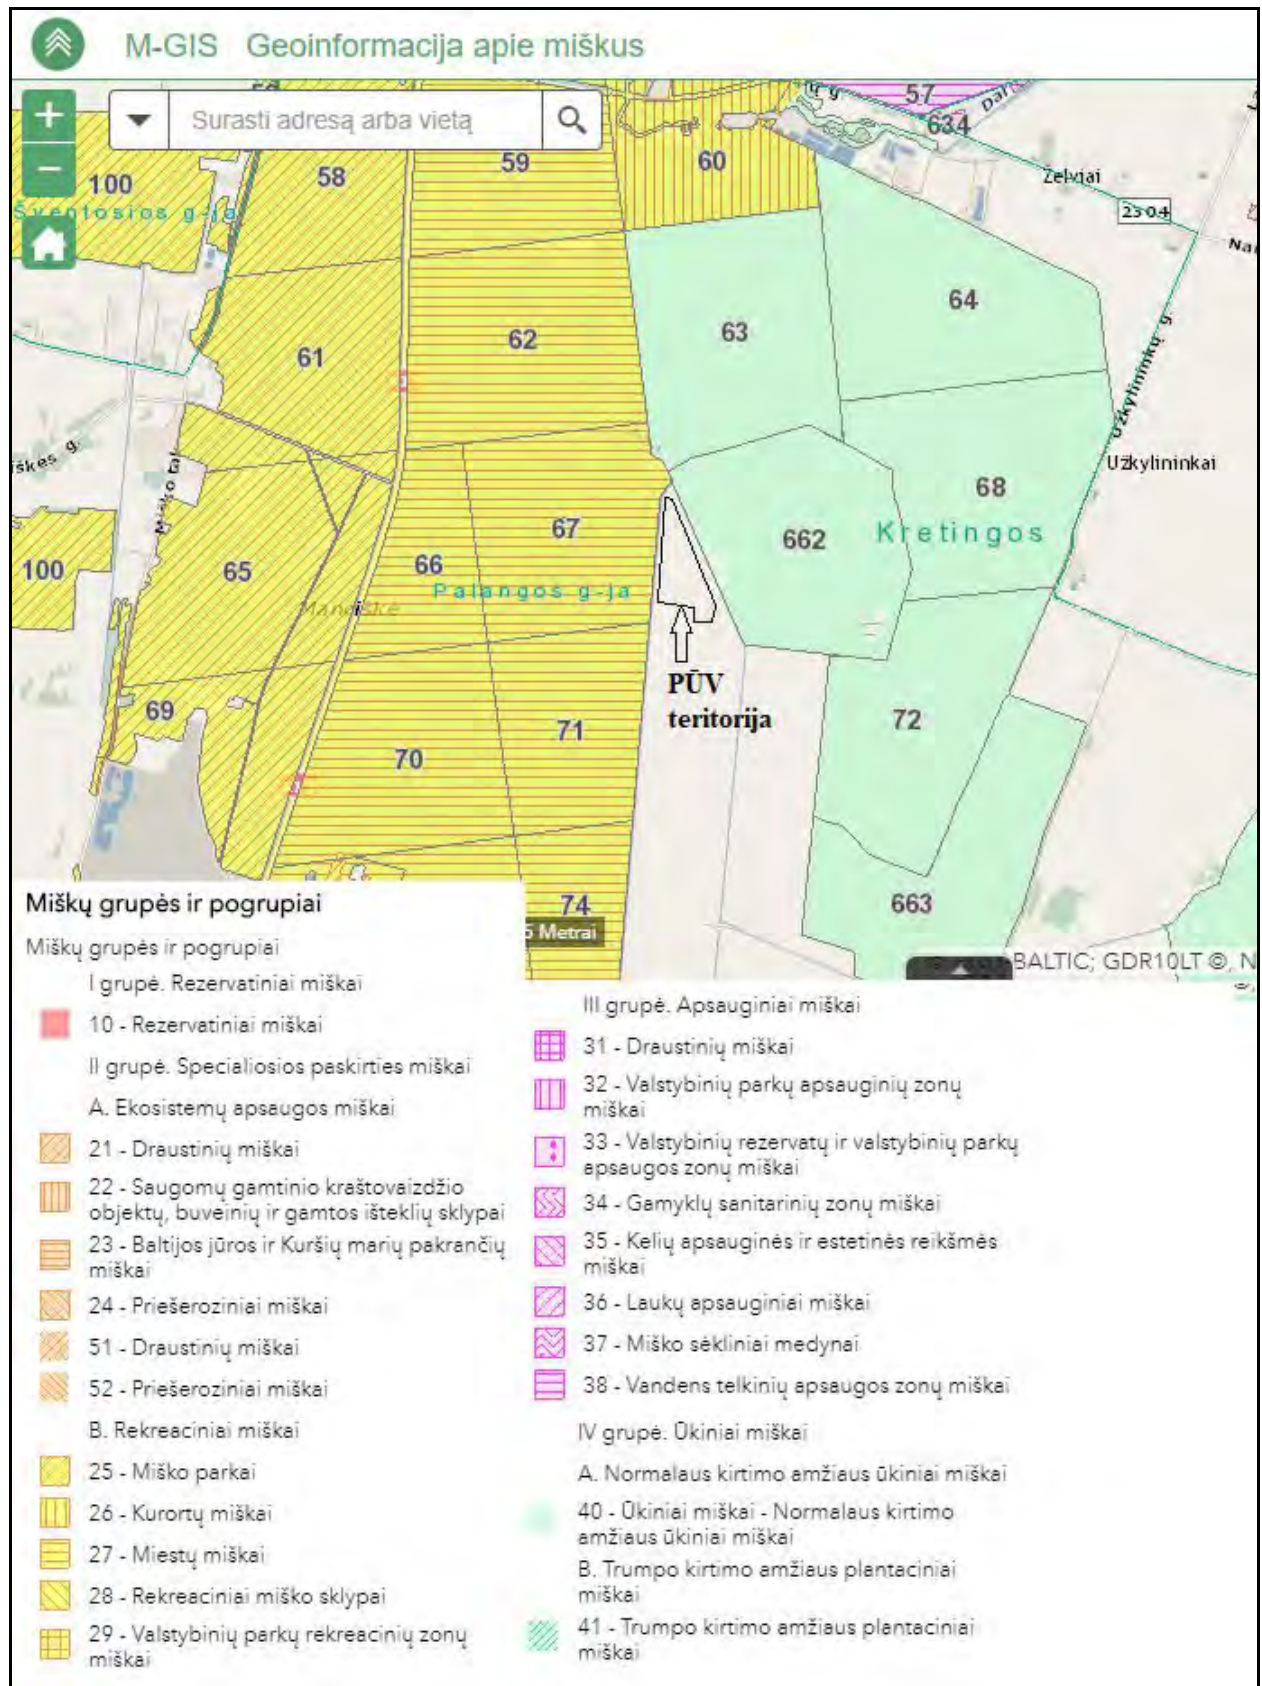 M-GIS Geoinformacija apie miškus
+
Surasti adresą arba vietą
−
57
634
Dal
Želviai
2304
100
58
59
60
Šventosios g-ja
64
63
62
61
Užkylininkų g.
Užkylininkai
68
Kretingos
662
67
66
65
100
Palangos g-ja
PŪV
teritorija
69
70
71
72
74
663
5 Metrai
BALTIC; GDR10LT ©, N
Miškų grupės ir pogrupiai
Miškų grupės ir pogrupiai
I grupė. Rezervatiniai miškai
10 - Rezervatiniai miškai
II grupė. Specialiosios paskirties miškai
A. Ekosistemų apsaugos miškai
21 - Draustinių miškai
22 - Saugomų gamtinio kraštovaizdžio
objektų, buveinių ir gamtos išteklių sklypai
23 - Baltijos jūros ir Kuršių marių pakrančių
miškai
24 - Priešeroziniai miškai
51 - Draustinių miškai
52 - Priešeroziniai miškai
B. Rekreaciniai miškai
25 - Miško parkai
26 - Kurortų miškai
27 - Miestų miškai
28 - Rekreaciniai miško sklypai
29 - Valstybinių parkų rekreacinių zonų
miškai
III grupė. Apsauginiai miškai
31 - Draustinių miškai
32 - Valstybinių parkų apsauginių zonų
miškai
33 - Valstybinių rezervatų ir valstybinių parkų
apsaugos zonų miškai
34 - Gamyklų sanitarinių zonų miškai
35 - Kelių apsauginės ir estetinės reikšmės
miškai
36 - Laukų apsauginiai miškai
37 - Miško sėkliniai medynai
38 - Vandens telkinių apsaugos zonų miškai
IV grupė. Ūkiniai miškai
A. Normalaus kirtimo amžiaus ūkiniai miškai
40 - Ūkiniai miškai - Normalaus kirtimo
amžiaus ūkiniai miškai
B. Trumpo kirtimo amžiaus plantaciniai
miškai
41 - Trumpo kirtimo amžiaus plantaciniai
miškai